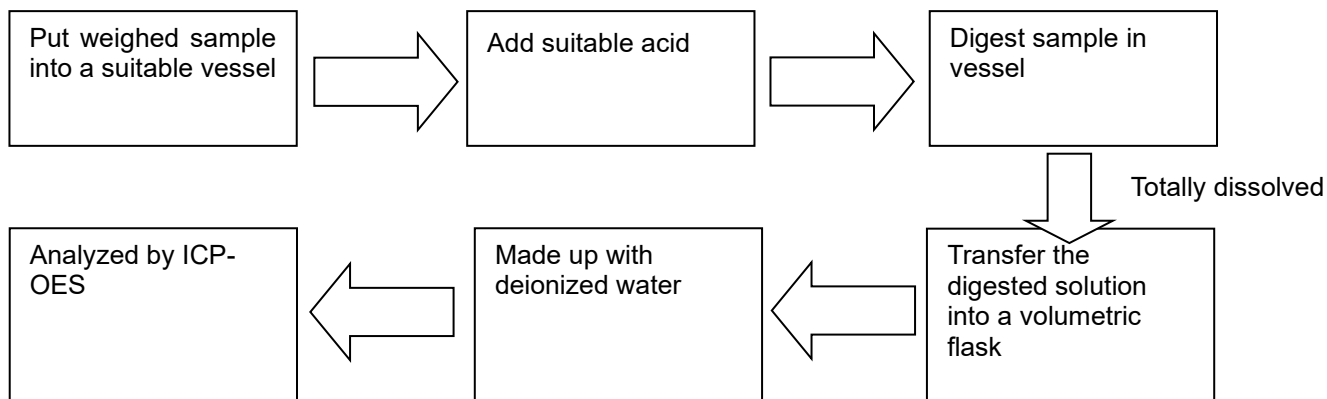 Put weighed sample
into a suitable vessel
Add suitable acid
Digest sample in
vessel
Totally dissolved
Transfer the
digested solution
into a volumetric
flask
Made up with
deionized water
Analyzed by ICP-
OES